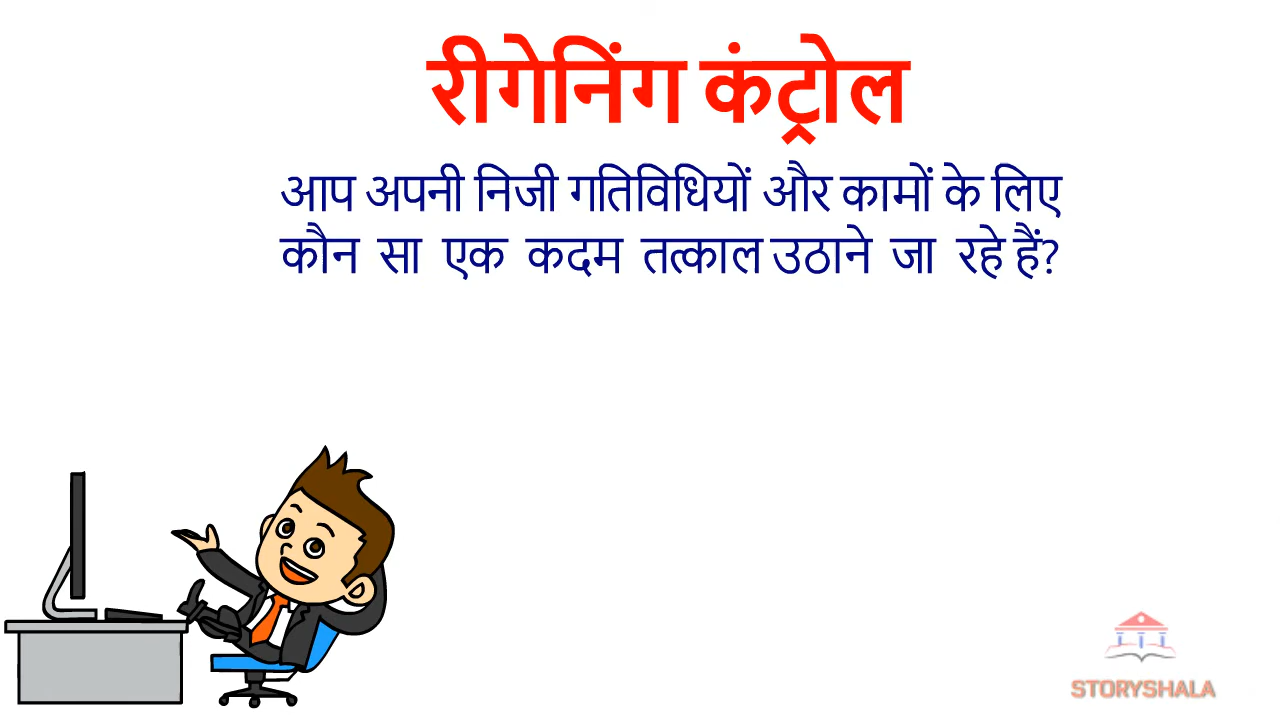 रीगेनिंग कंट्रोल
आप अपनी निजी गतिविधियों और कामों के लिए
कौन सा एक कदम तत्काल उठाने जा रहे हैं?
STORYSHALA